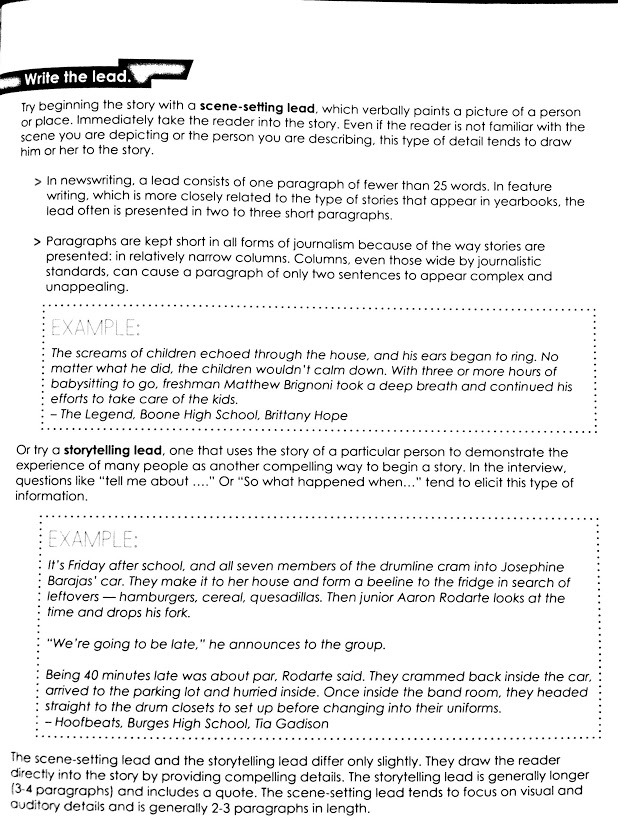 Write the lead.
Try beginning the story with a scene-setting lead, which verbally paints a picture of a person
or place. Immediately take the reader into the story. Even if the reader is not familiar with the
scene you are depicting or the person you are describing, this type of detail tends to draw
him or her to the story.
> In newswriting, a lead consists of one paragraph of fewer than 25 words. In feature
writing, which is more closely related to the type of stories that appear in yearbooks, the
lead often is presented in two to three short paragraphs.
> Paragraphs are kept short in all forms of journalism because of the way stories are
presented: in relatively narrow columns. Columns, even those wide by journalistic
standards, can cause a paragraph of only two sentences to appear complex and
unappealing.
EXAMPLE:
The screams of children echoed through the house, and his ears began to ring. No
matter what he did, the children wouldn't calm down. With three or more hours of
babysitting to go, freshman Matthew Brignoni took a deep breath and continued his
efforts to take care of the kids.
– The Legend, Boone High School, Brittany Hope
Or try a storytelling lead, one that uses the story of a particular person to demonstrate the
experience of many people as another compelling way to begin a story. In the interview,
questions like "tell me about ...." Or "So what happened when..." tend to elicit this type of
information.
EXAMPLE:
It's Friday after school, and all seven members of the drumline cram into Josephine
Barajas' car. They make it to her house and form a beeline to the fridge in search of
leftovers — hamburgers, cereal, quesadillas. Then junior Aaron Rodarte looks at the
time and drops his fork.
"We're going to be late," he announces to the group.
Being 40 minutes late was about par, Rodarte said. They crammed back inside the car,
arrived to the parking lot and hurried inside. Once inside the band room, they headed
straight to the drum closets to set up before changing into their uniforms.
– Hoofbeats, Burges High School, Tia Gadison
The scene-setting lead and the storytelling lead differ only slightly. They draw the reader
directly into the story by providing compelling details. The storytelling lead is generally longer
(3-4 paragraphs) and includes a quote. The scene-setting lead tends to focus on visual and
auditory details and is generally 2-3 paragraphs in length.